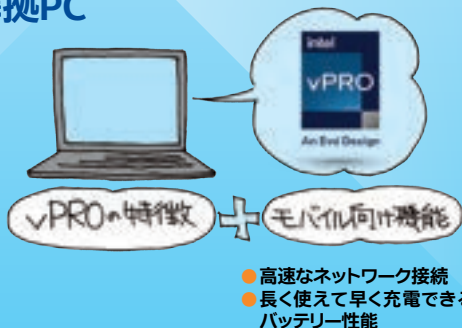 拠PC
intel
vPRO
An Evo Design
vPROの特徴
モバイル向け機能
●高速なネットワーク接続
●長く使えて早く充電できる
バッテリー性能